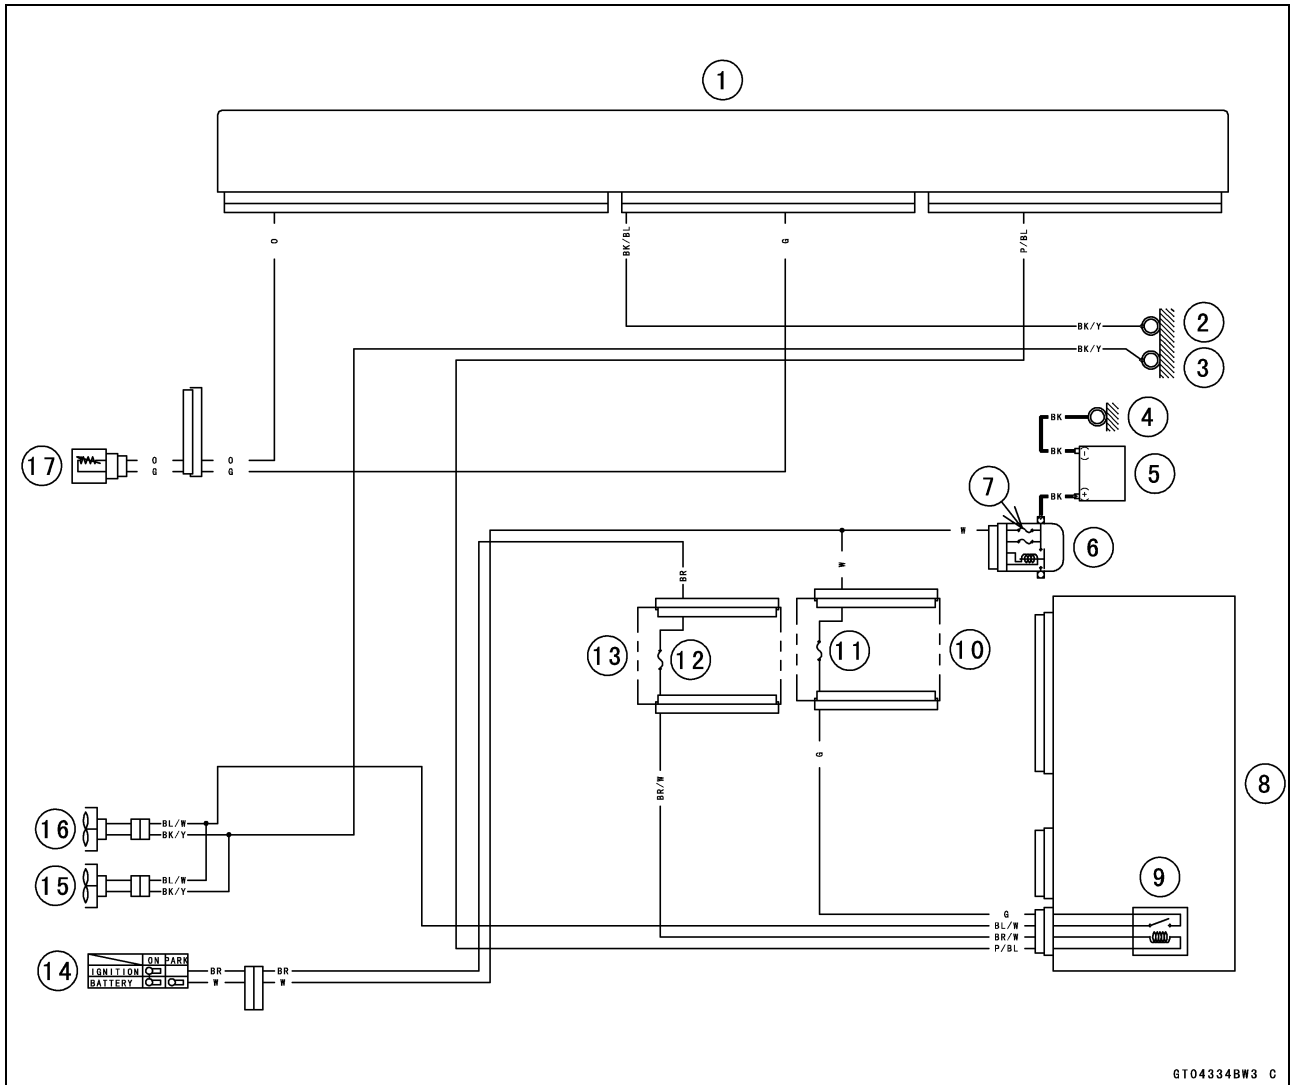 1
O
BK/BL
G
P/BL
BK/Y
2
BK/Y
3
BK
4
BK
5
(-)
(+)
BK
17
O
G
O
G
7
W
6
BR
W
13
12
11
10
BR/W
G
8
16
BL/W
BK/Y
15
BL/W
BK/Y
9
G
BL/W
BR/W
P/BL
14
ON PARK
IGNITION
BATTERY
BR
W
BR
W
GT04334BW3 C